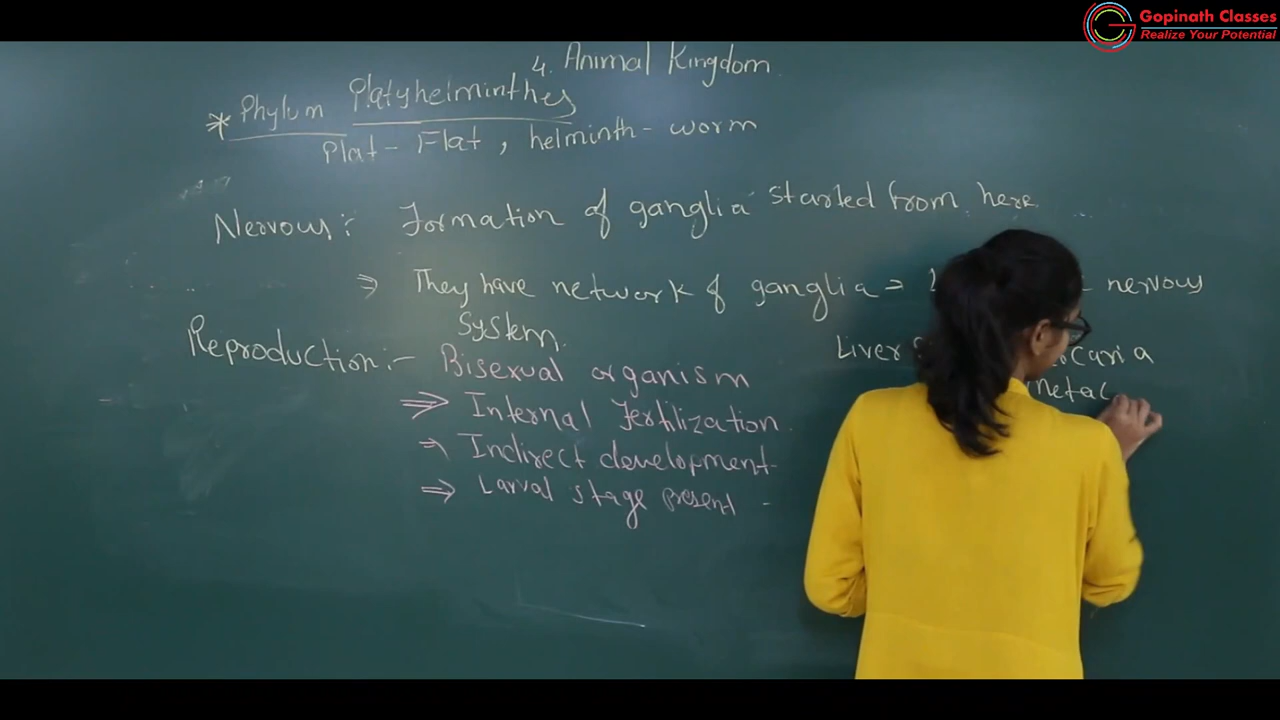 Gopinath Classes
Realize Your Potential
4. Animal Kingdom
* Phylum Platyhelminthes
Plat - Flat, helminth - worm
Nervous :- Formation of ganglia started from here
⇒ They have network of ganglia = nervous
System.
Reproduction :- Bisexual organism
⇒ Internal Fertilization
⇒ Indirect development
⇒ Larval stage present -
Liver caria
metac